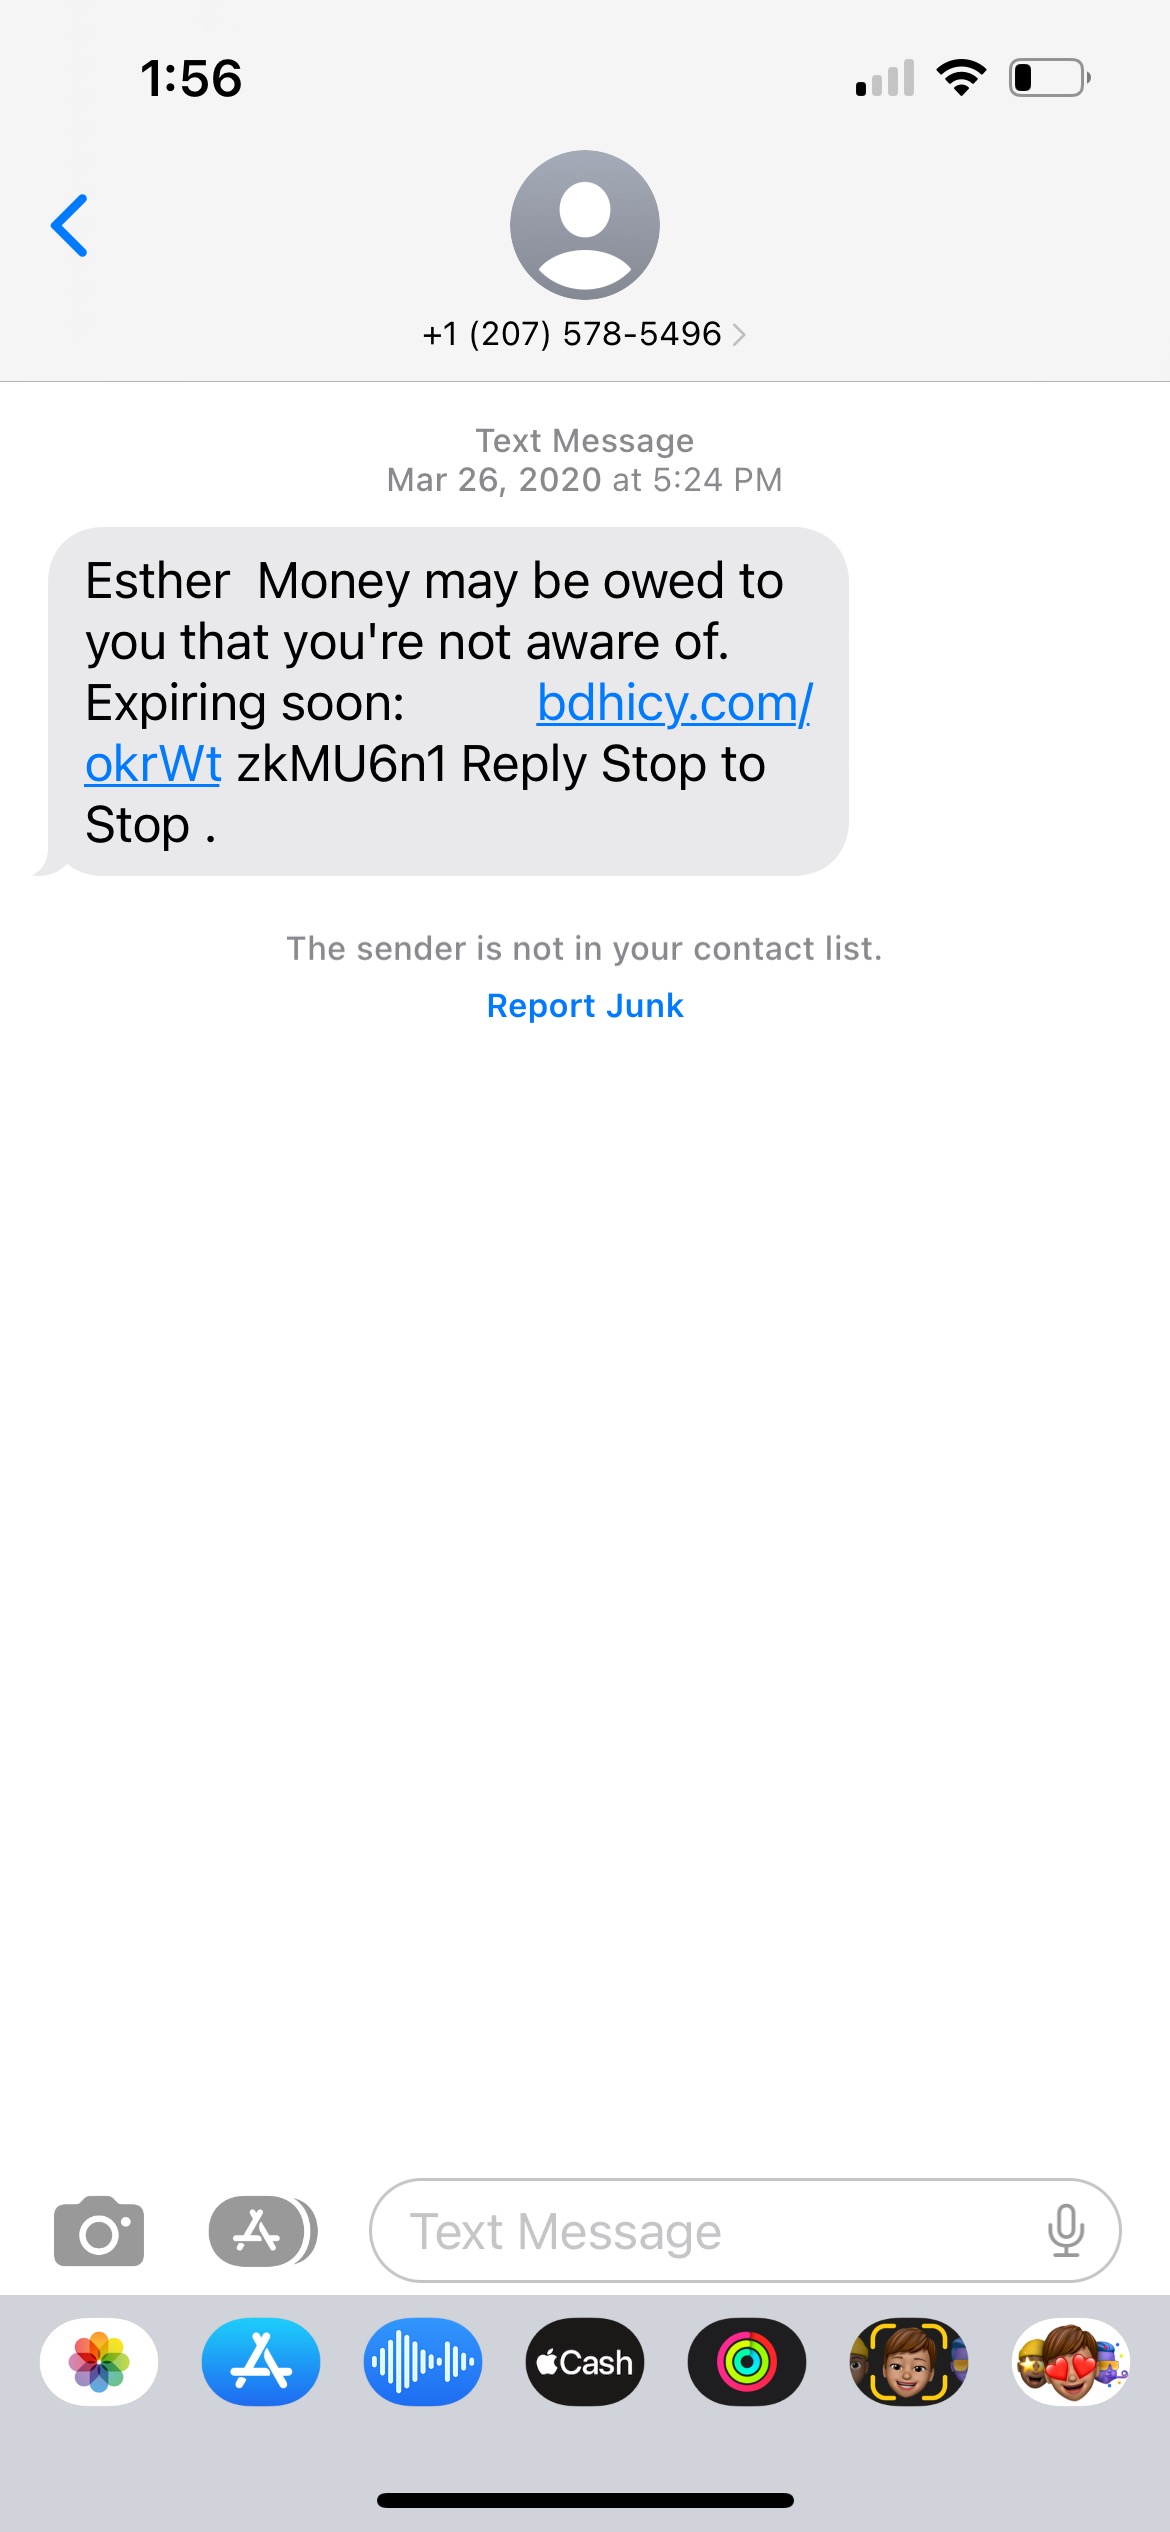 1:56
+1 (207) 578-5496
Text Message
Mar 26, 2020 at 5:24 PM
Esther  Money may be owed to
you that you're not aware of.
Expiring soon:        bdhicy.com/
okrWt zkMU6n1 Reply Stop to
Stop .
The sender is not in your contact list.
Report Junk
Text Message
Cash